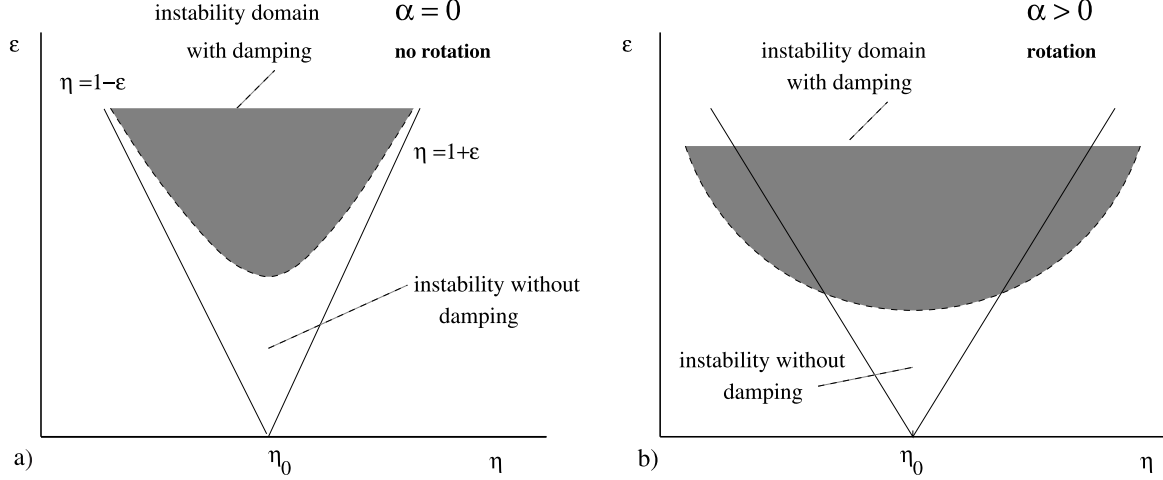 instability domain
α = 0
with damping
no rotation
ε
η =1−ε
η =1+ε
instability without
damping
η0
η
a)
α > 0
ε
instability domain
rotation
with damping
instability without
damping
η0
η
b)